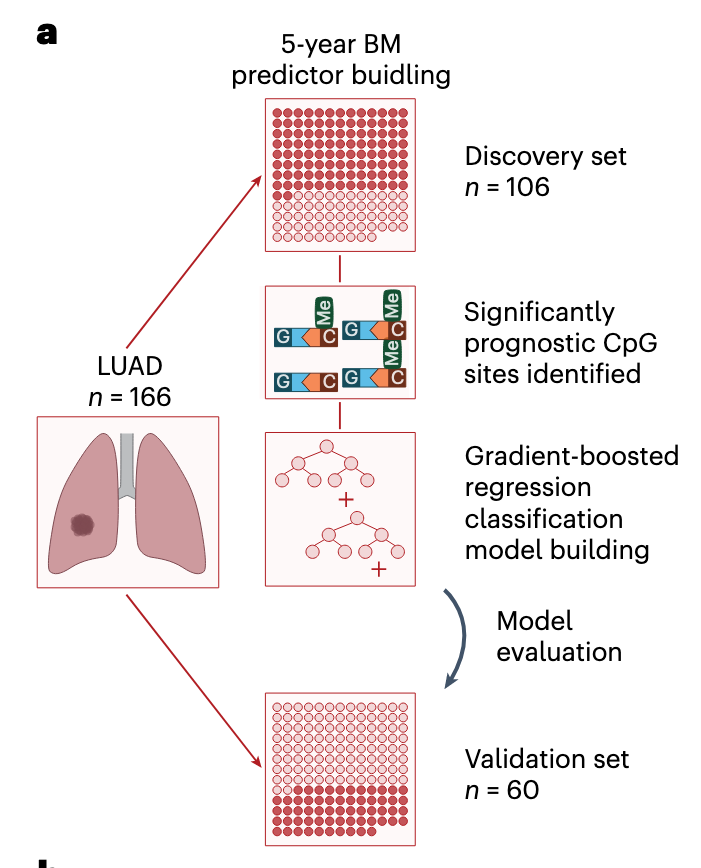 a
5-year BM
predictor buidling
Discovery set
n = 106
Me
Me
G
C
G
C
Me
G
C
G
C
Significantly
prognostic CpG
sites identified
LUAD
n = 166
Gradient-boosted
regression
classification
model building
+
+
Model
evaluation
Validation set
n = 60